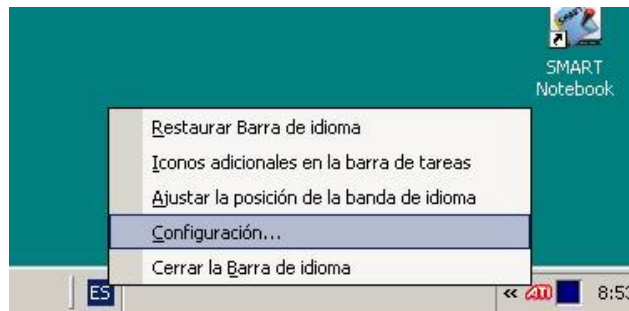 SMART
Notebook
Restaurar Barra de idioma
Iconos adicionales en la barra de tareas
Ajustar la posición de la banda de idioma
Configuración...
Cerrar la Barra de idioma
ES
« 8:53